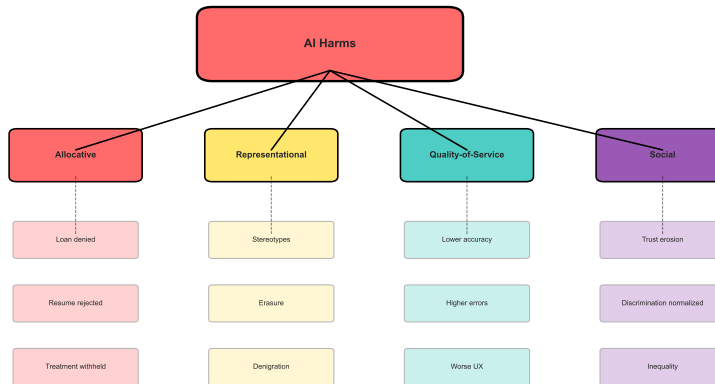 AI Harms
Allocative
Representational
Quality-of-Service
Social
Loan denied
Stereotypes
Lower accuracy
Trust erosion
Resume rejected
Erasure
Higher errors
Discrimination normalized
Treatment withheld
Denigration
Worse UX
Inequality